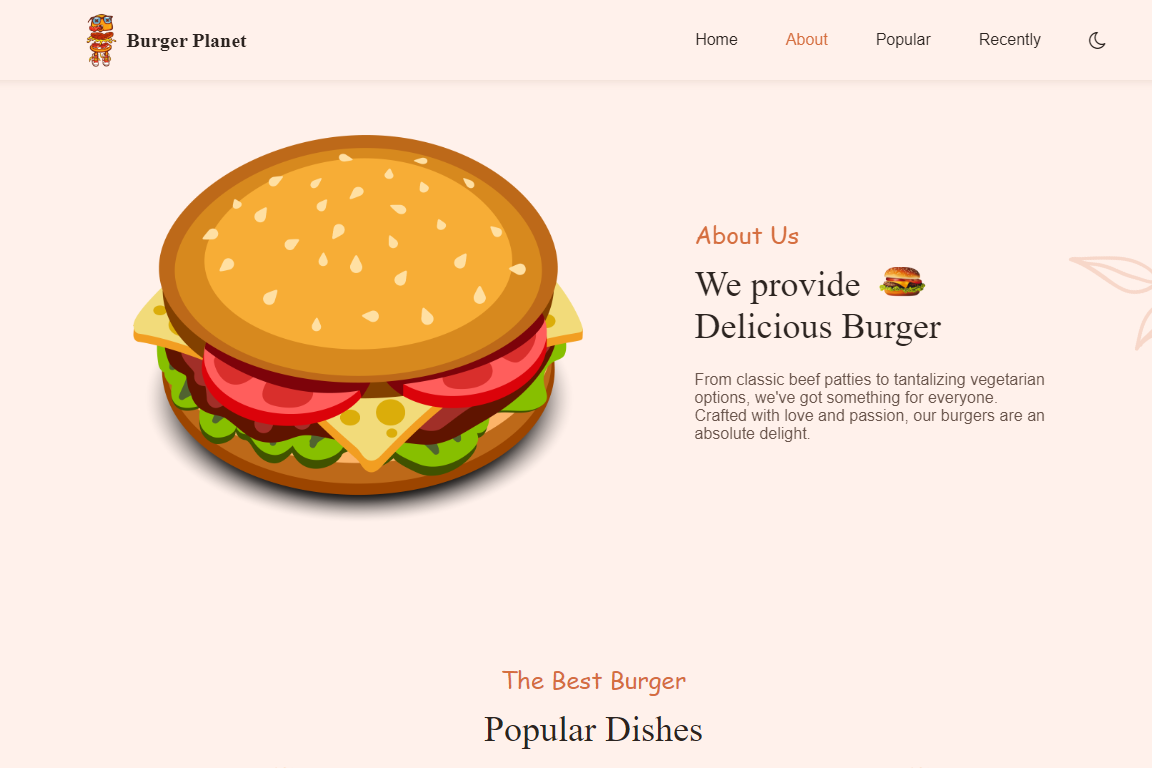 Burger Planet
Home
About
Popular
Recently
About Us
We provide
Delicious Burger
From classic beef patties to tantalizing vegetarian
options, we've got something for everyone.
Crafted with love and passion, our burgers are an
absolute delight.
The Best Burger
Popular Dishes